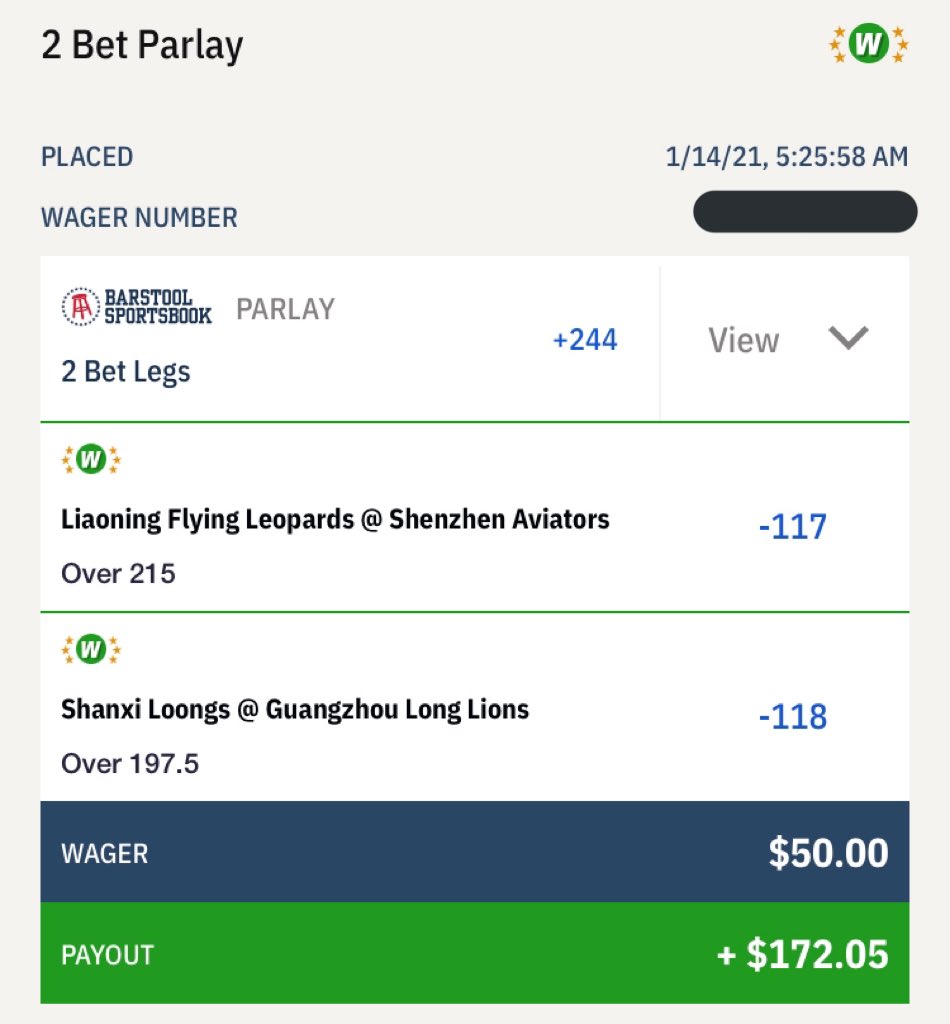 2 Bet Parlay
W
PLACED
1/14/21, 5:25:58 AM
WAGER NUMBER
BARSTOOL
SPORTSBOOK
PARLAY
+244
View
2 Bet Legs
W
Liaoning Flying Leopards @ Shenzhen Aviators
-117
Over 215
W
Shanxi Loongs @ Guangzhou Long Lions
-118
Over 197.5
WAGER
$50.00
PAYOUT
+ $172.05